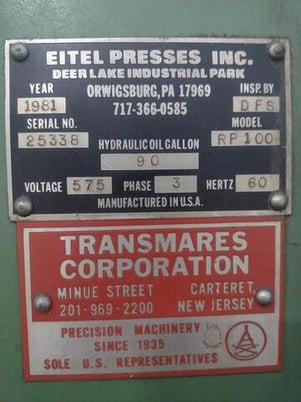 EITEL PRESSES INC.
DEER LAKE INDUSTRIAL PARK
YEAR ORWIGSBURG, PA 17969 INSP. BY
1981 717-366-0585 DFS
SERIAL NO. MODEL
25338 HYDRAULIC OIL GALLON RP 100
90
VOLTAGE 575 PHASE 3 HERTZ 60
MANUFACTURED IN U.S.A.
TRANSMARES
CORPORATION
MINUE STREET CARTERET,
201-969-2200 NEW JERSEY
PRECISION MACHINERY
SINCE 1935
SOLE U.S. REPRESENTATIVES